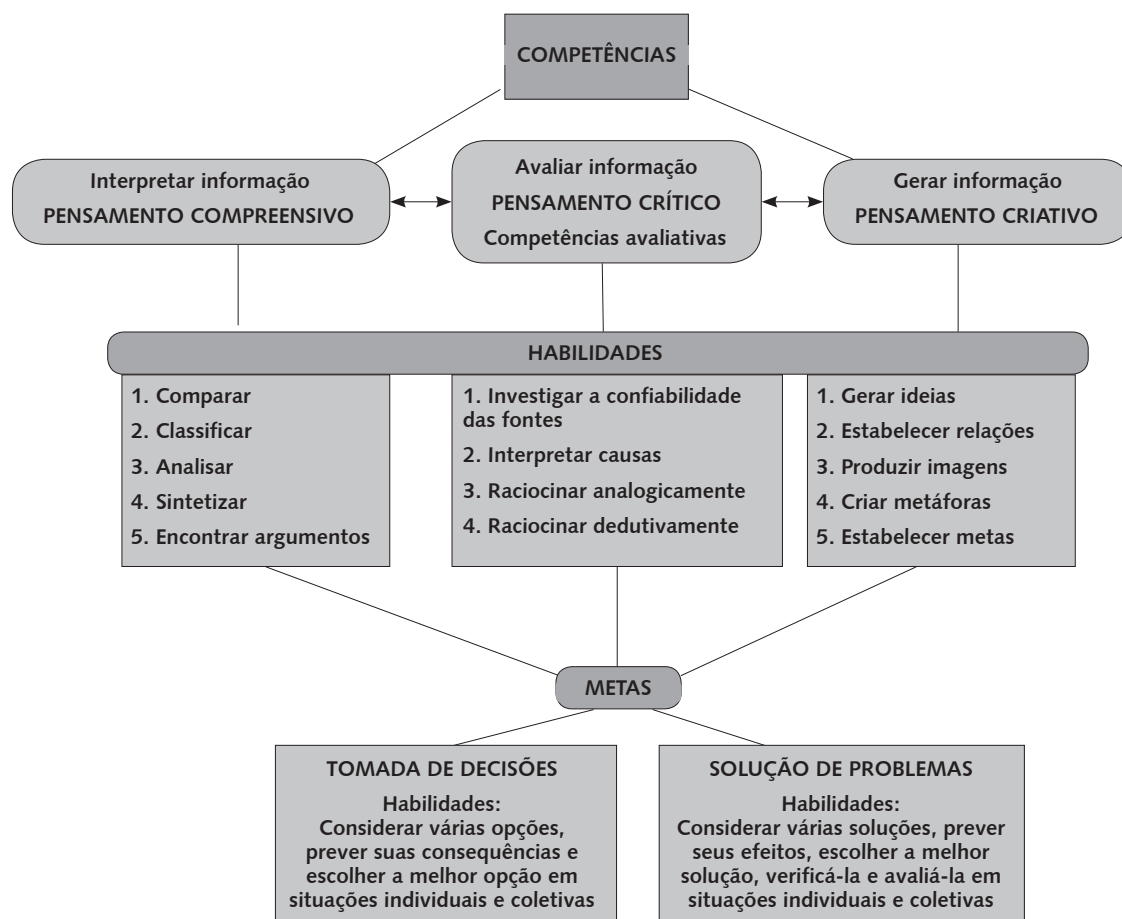 COMPETÊNCIAS
Interpretar informação
PENSAMENTO COMPREENSIVO
Avaliar informação
PENSAMENTO CRÍTICO
Competências avaliativas
Gerar informação
PENSAMENTO CRIATIVO
HABILIDADES
1. Comparar
2. Classificar
3. Analisar
4. Sintetizar
5. Encontrar argumentos
1. Investigar a confiabilidade
das fontes
2. Interpretar causas
3. Raciocinar analogicamente
4. Raciocinar dedutivamente
1. Gerar ideias
2. Estabelecer relações
3. Produzir imagens
4. Criar metáforas
5. Estabelecer metas
METAS
TOMADA DE DECISÕES
Habilidades:
Considerar várias opções,
prever suas consequências e
escolher a melhor opção em
situações individuais e coletivas
SOLUÇÃO DE PROBLEMAS
Habilidades:
Considerar várias soluções, prever
seus efeitos, escolher a melhor
solução, verificá-la e avaliá-la em
situações individuais e coletivas